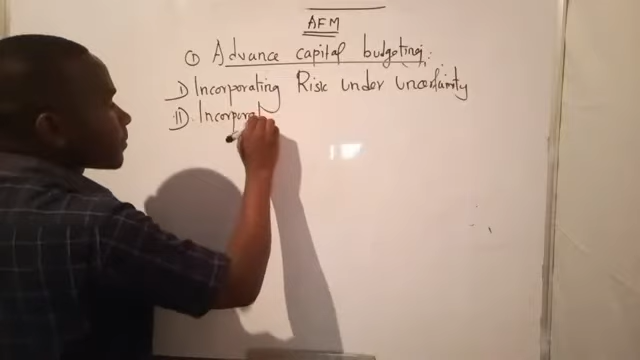 AFM
① Advance capital budgeting.
I) Incorporating Risk under uncertainty
II). Incorporat